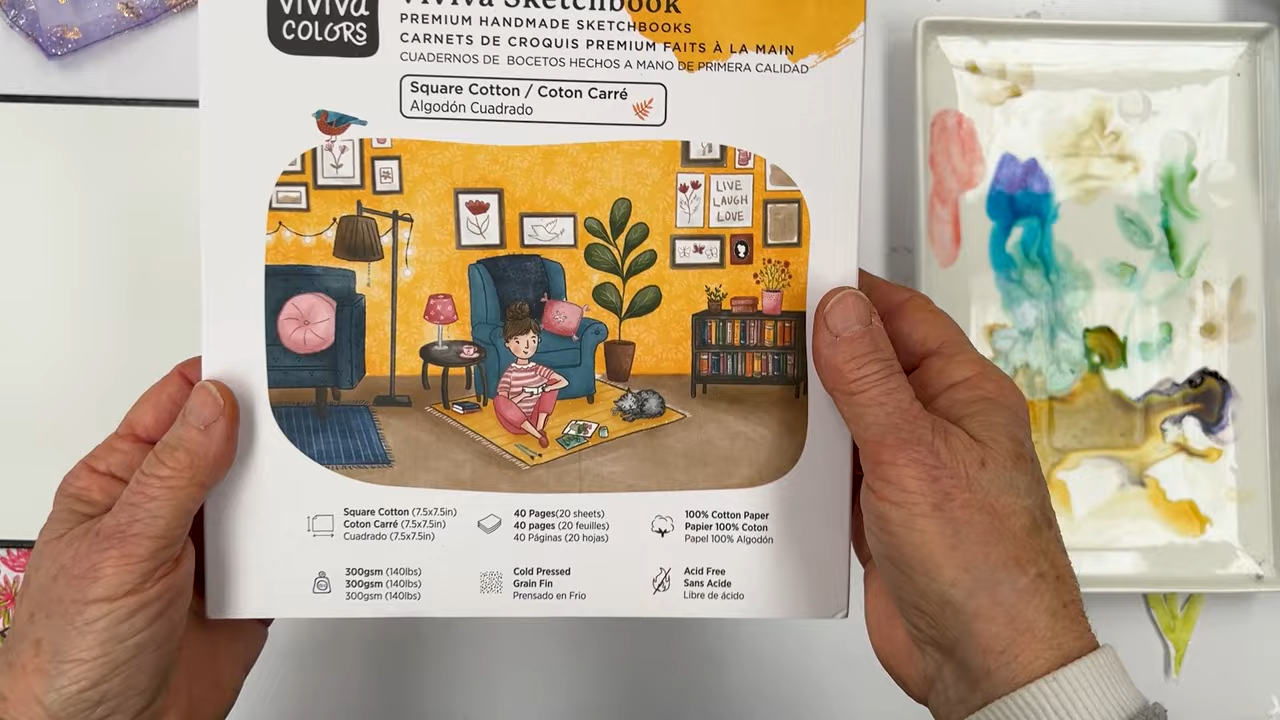 viviva
COLORS
Viviva Sketchbook
PREMIUM HANDMADE SKETCHBOOKS
CARNETS DE CROQUIS PREMIUM FAITS À LA MAIN
CUADERNOS DE BOCETOS HECHOS A MANO DE PRIMERA CALIDAD
Square Cotton / Coton Carré
Algodón Cuadrado
LIVE
LAUGH
LOVE
Square Cotton (7.5x7.5in)
Coton Carré (7.5x7.5in)
Cuadrado (7.5x7.5in)
40 Pages(20 sheets)
40 pages (20 feuilles)
40 Páginas (20 hojas)
100% Cotton Paper
Papier 100% Coton
Papel 100% Algodón
300gsm (140lbs)
300gsm (140lbs)
300gsm (140lbs)
Cold Pressed
Grain Fin
Prensado en Frio
Acid Free
Sans Acide
Libre de ácido